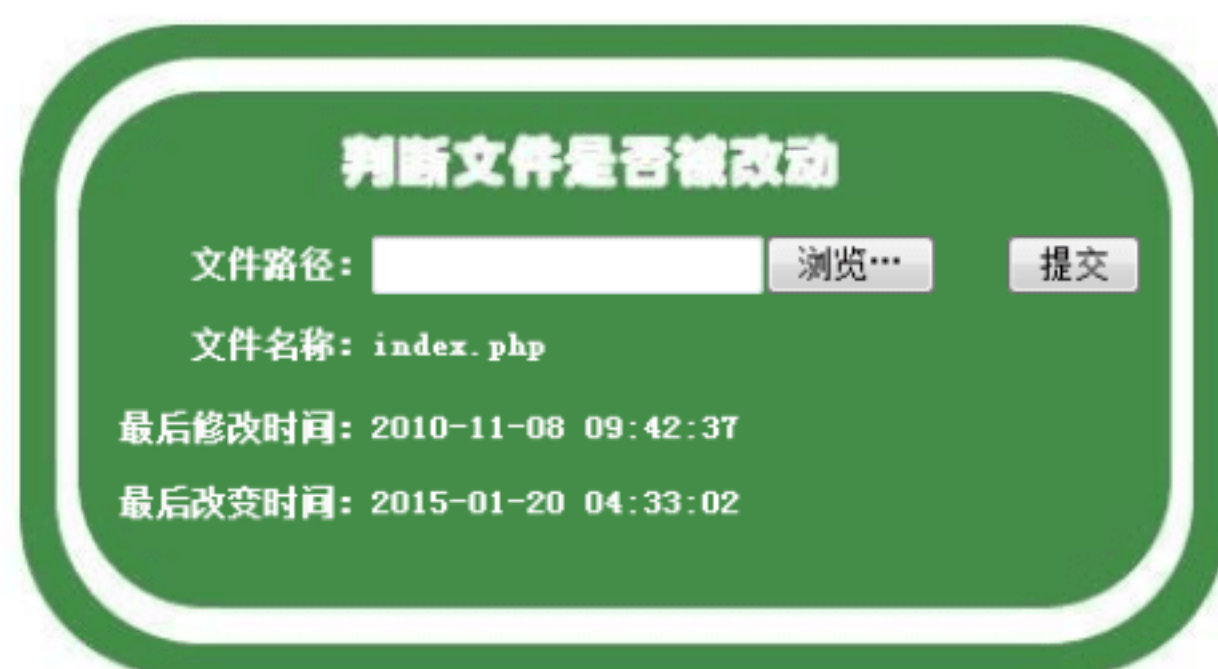 判断文件是否被改动
文件路径： 浏览… 提交
文件名称：index.php
最后修改时间：2010-11-08 09:42:37
最后改变时间：2015-01-20 04:33:02